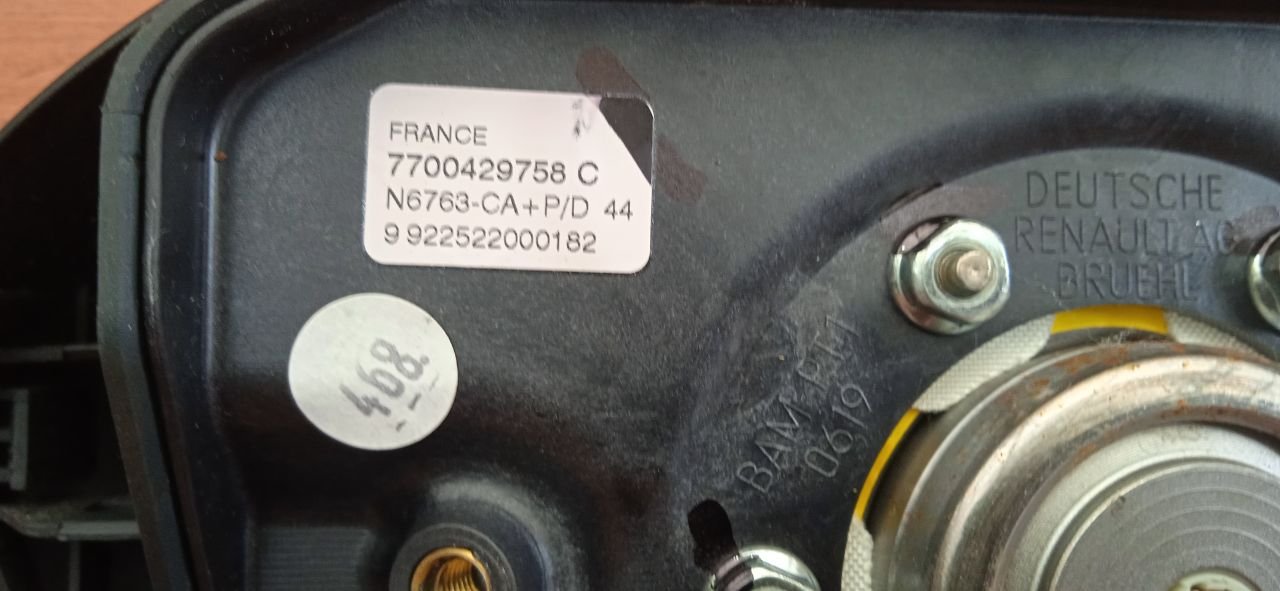 FRANCE
7700429758 C
N6763-CA+P/D 44
9 922522000182
468
DEUTSCHE
RENAULT AG
BRUEHL
BAM PT1
0619